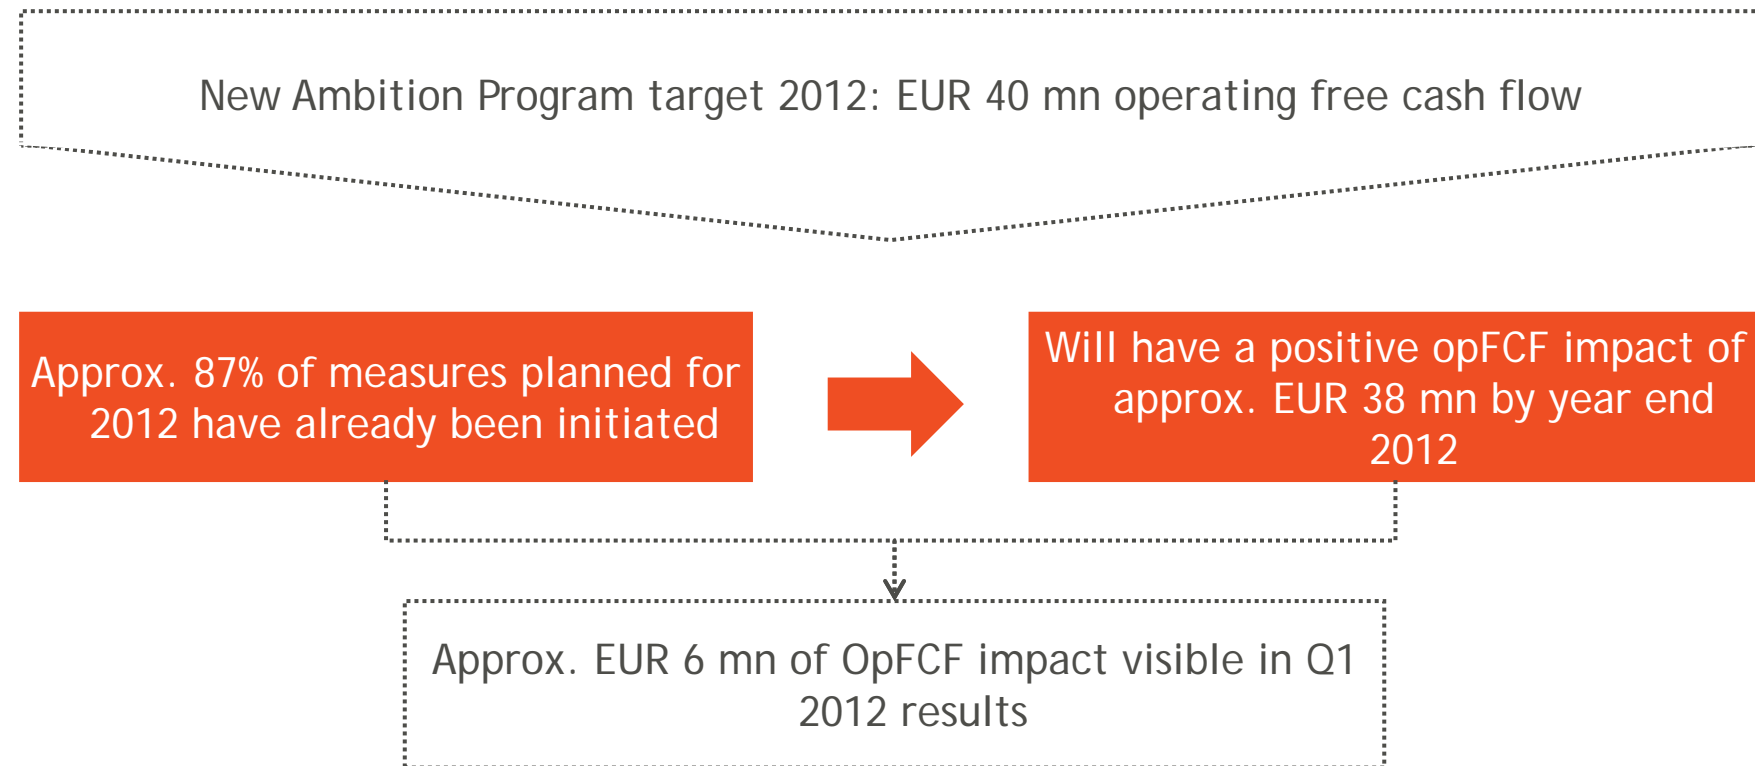 New Ambition Program target 2012: EUR 40 mn operating free cash flow
Approx. 87% of measures planned for
2012 have already been initiated
Will have a positive opFCF impact of
approx. EUR 38 mn by year end
2012
Approx. EUR 6 mn of OpFCF impact visible in Q1
2012 results